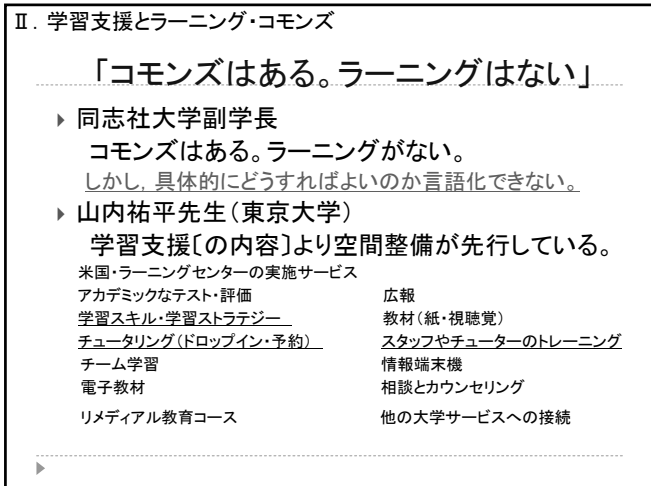 Ⅱ．学習支援とラーニング・コモンズ
「コモンズはある。ラーニングはない」
同志社大学副学長
コモンズはある。ラーニングがない。
しかし，具体的にどうすればよいのか言語化できない。
山内祐平先生（東京大学）
学習支援〔の内容〕より空間整備が先行している。
米国・ラーニングセンターの実施サービス
アカデミックなテスト・評価　広報
学習スキル・学習ストラテジー　教材（紙・視聴覚）
チュータリング（ドロップイン・予約）　スタッフやチューターのトレーニング
チーム学習　情報端末機
電子教材　相談とカウンセリング
リメディアル教育コース　他の大学サービスへの接続